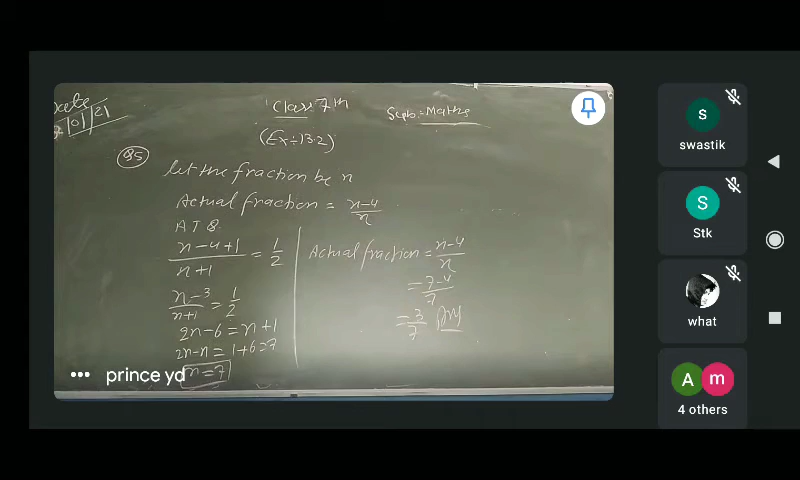 Date
01/21
Class 7th
Sub:- Maths
(Ex÷13.2)
Q5
let the fraction be n
Actual fraction = n-4/n
ATQ
n-4+1/n+1 = 1/2
n-3/n+1 = 1/2
2n-6=n+1
2n-n=1+6=7
n=7
Actual fraction = n-4/n
= 7-4/7
= 3/7 Ans
prince yd
swastik
Stk
what
4 others
S
S
A
m